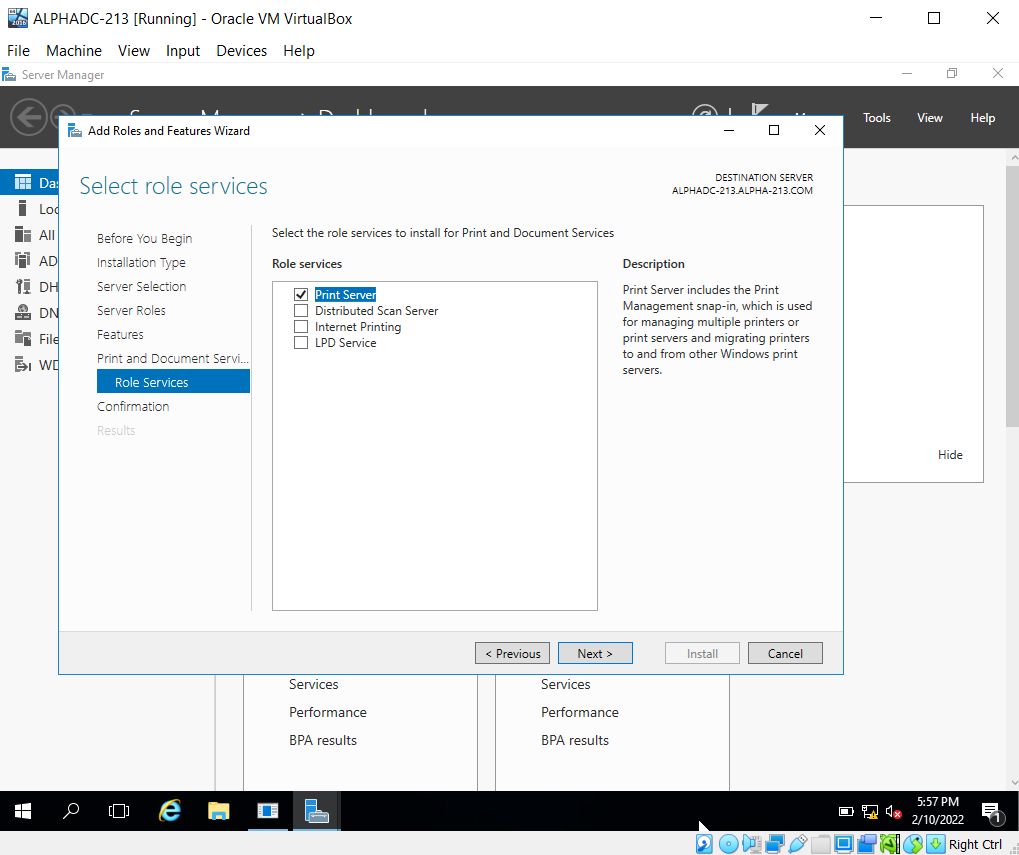 ALPHADC-213 [Running] - Oracle VM VirtualBox
File Machine View Input Devices Help
Server Manager
Tools View Help
Add Roles and Features Wizard
Select role services
DESTINATION SERVER
ALPHADC-213.ALPHA-213.COM
Das
Loc
All
AD
DH
DN
File
WD
Before You Begin
Installation Type
Server Selection
Server Roles
Features
Print and Document Servi...
Role Services
Confirmation
Results
Select the role services to install for Print and Document Services
Role services
Print Server
Distributed Scan Server
Internet Printing
LPD Service
Description
Print Server includes the Print
Management snap-in, which is used
for managing multiple printers or
print servers and migrating printers
to and from other Windows print
servers.
Hide
< Previous Next > Install Cancel
Services
Performance
BPA results
Services
Performance
BPA results
5:57 PM
2/10/2022
1
Right Ctrl